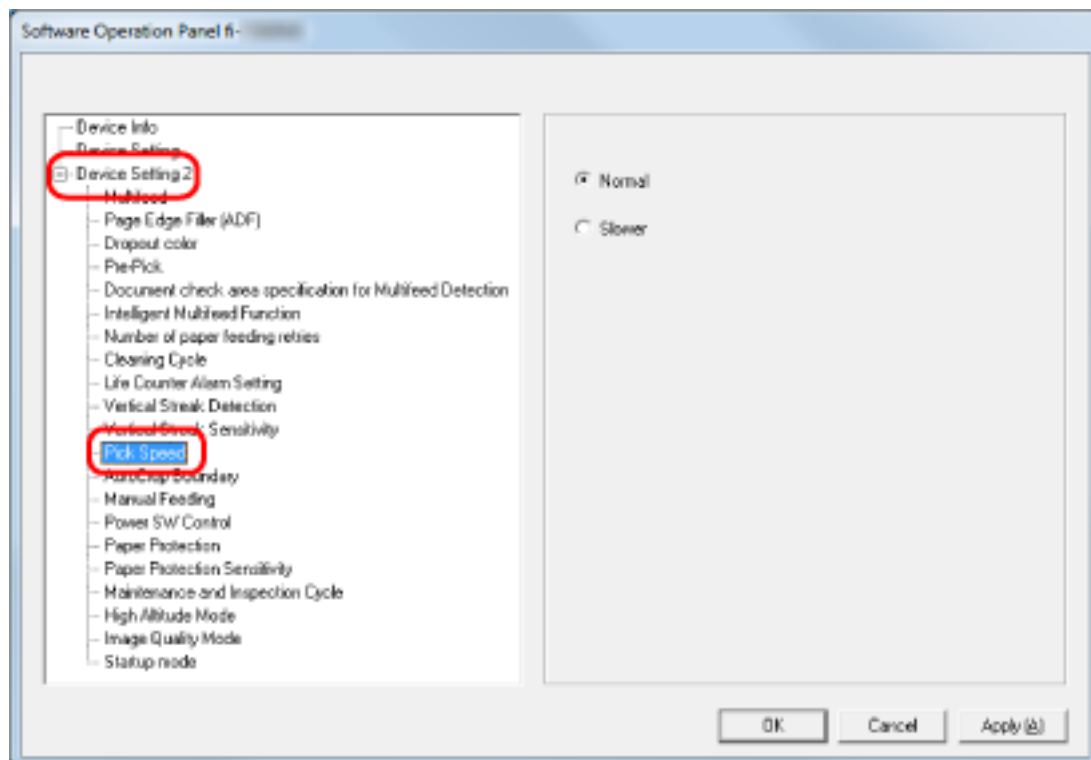 Software Operation Panel fi-
Device Info
Device Setting
Device Setting 2
Multifeed
Page Edge Filler (ADF)
Dropout color
Pre-Pick
Document check area specification for Multifeed Detection
Intelligent Multifeed Function
Number of paper feeding retries
Cleaning Cycle
Life Counter Alarm Setting
Vertical Streak Detection
Vertical Streak Sensitivity
Pick Speed
AutoCrop Boundary
Manual Feeding
Power SW Control
Paper Protection
Paper Protection Sensitivity
Maintenance and Inspection Cycle
High Altitude Mode
Image Quality Mode
Startup mode
Normal
Slower
OK Cancel Apply (A)